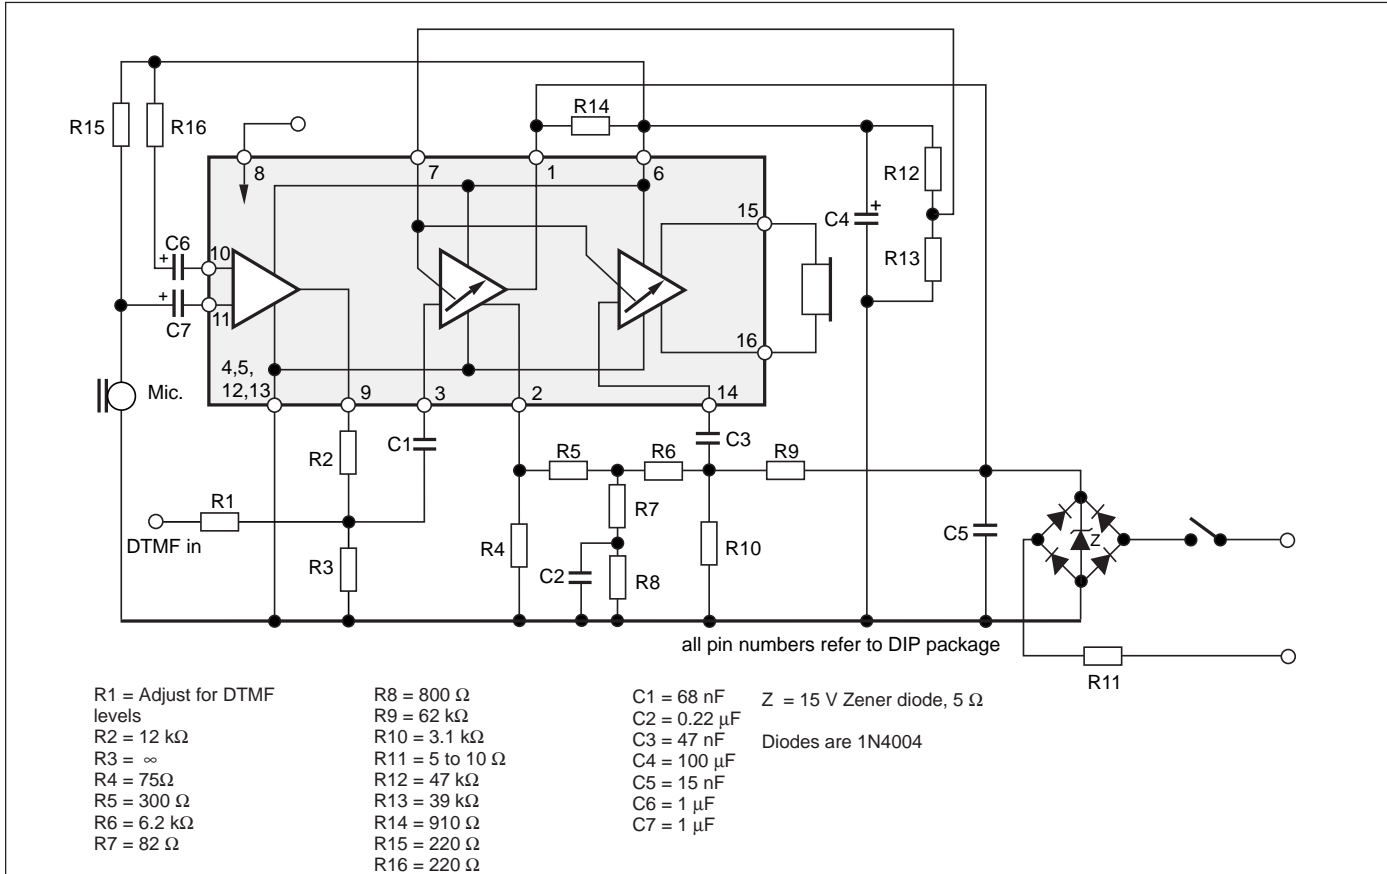 R14
R15
R16
8
7
1
6
R12
15
C4
+
R13
C6
+
10
+
11
C7
16
4,5,
12,13
Mic.
9
3
2
14
C1
C3
R2
R5
R6
R9
R1
R7
DTMF in
R4
R10
C5
Z
R3
C2
R8
all pin numbers refer to DIP package
R11
R1 = Adjust for DTMF
levels
R2 = 12 kΩ
R3 = ∞
R4 = 75Ω
R5 = 300 Ω
R6 = 6.2 kΩ
R7 = 82 Ω
R8 = 800 Ω
R9 = 62 kΩ
R10 = 3.1 kΩ
R11 = 5 to 10 Ω
R12 = 47 kΩ
R13 = 39 kΩ
R14 = 910 Ω
R15 = 220 Ω
R16 = 220 Ω
C1 = 68 nF
C2 = 0.22 μF
C3 = 47 nF
C4 = 100 μF
C5 = 15 nF
C6 = 1 μF
C7 = 1 μF
Z = 15 V Zener diode, 5 Ω
Diodes are 1N4004